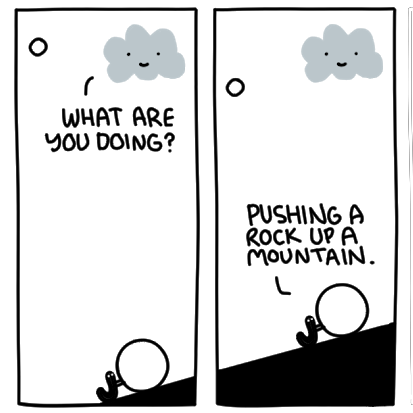 WHAT ARE
YOU DOING?
PUSHING A
ROCK UP A
MOUNTAIN.